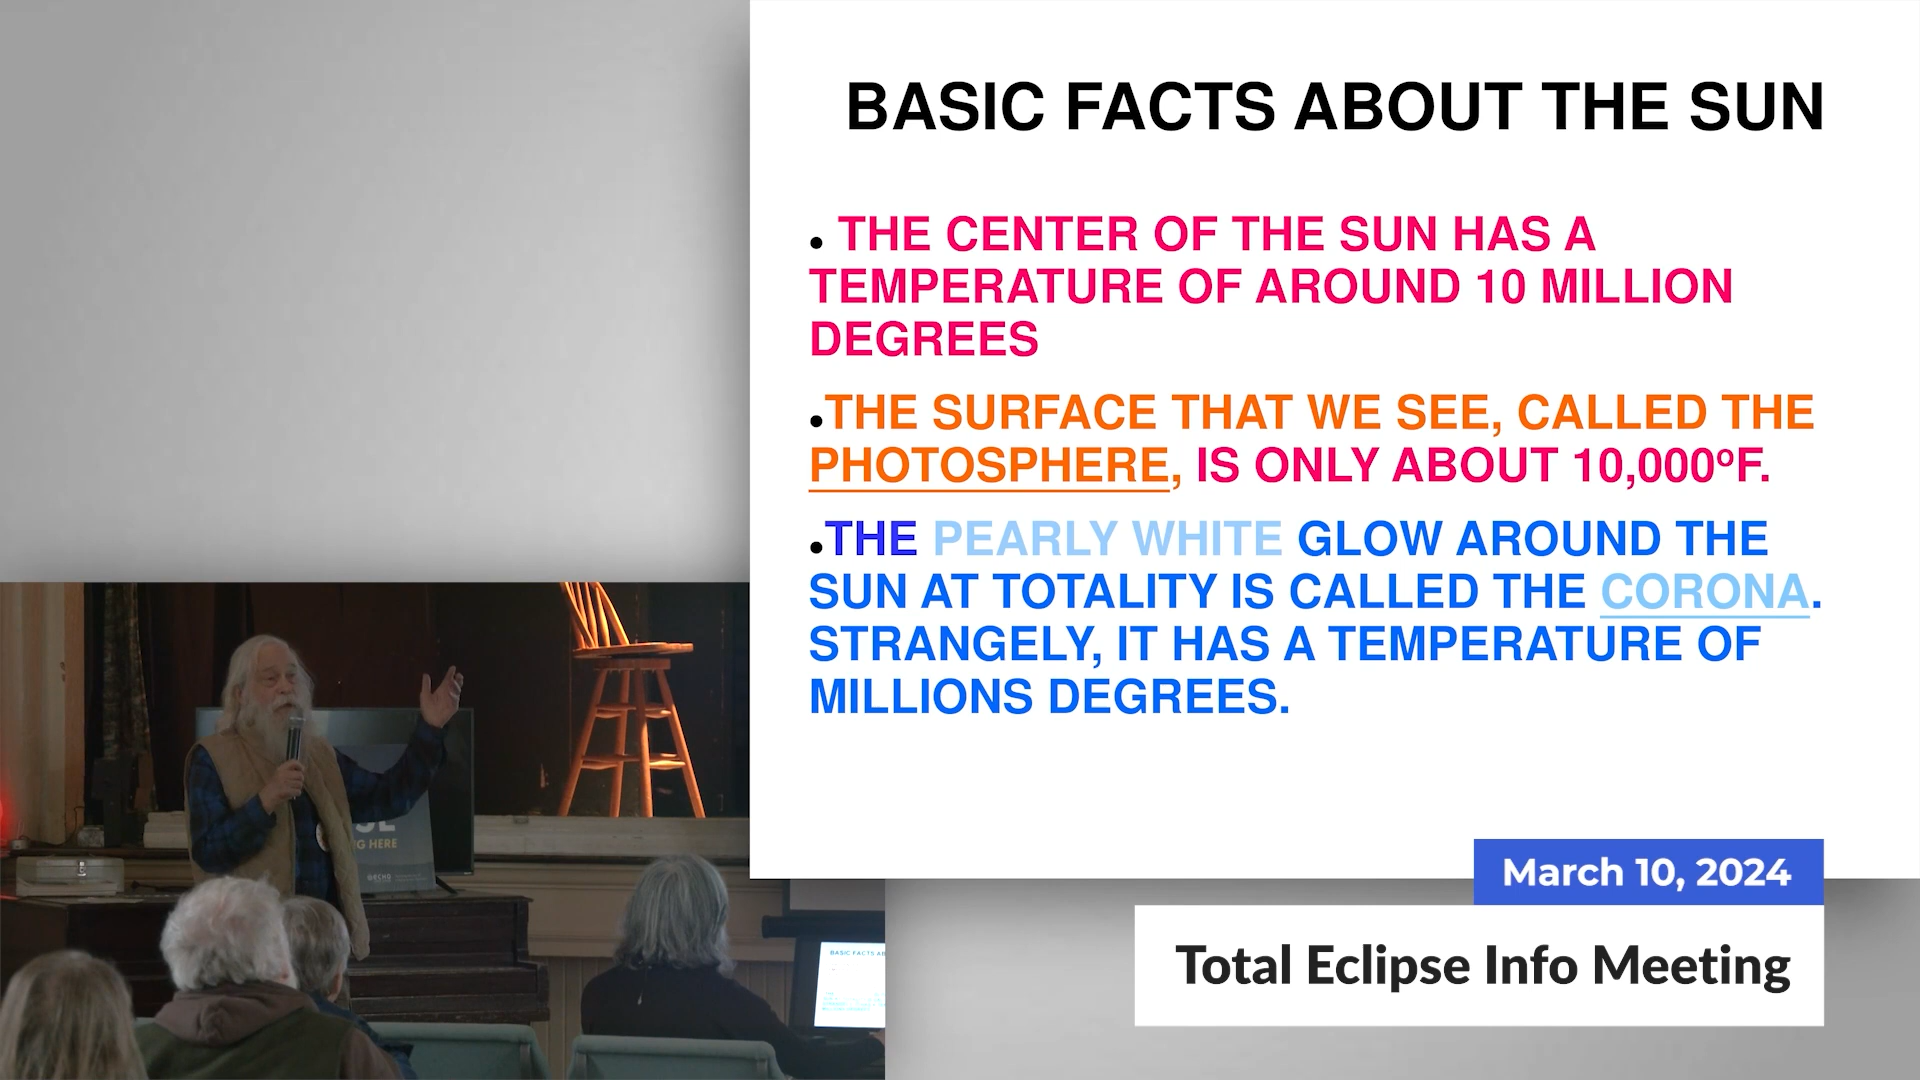 BASIC FACTS ABOUT THE SUN
• THE CENTER OF THE SUN HAS A
TEMPERATURE OF AROUND 10 MILLION
DEGREES
•THE SURFACE THAT WE SEE, CALLED THE
PHOTOSPHERE, IS ONLY ABOUT 10,000ºF.
•THE PEARLY WHITE GLOW AROUND THE
SUN AT TOTALITY IS CALLED THE CORONA.
STRANGELY, IT HAS A TEMPERATURE OF
MILLIONS DEGREES.
March 10, 2024
Total Eclipse Info Meeting
G HERE
echo
BASIC FACTS AB